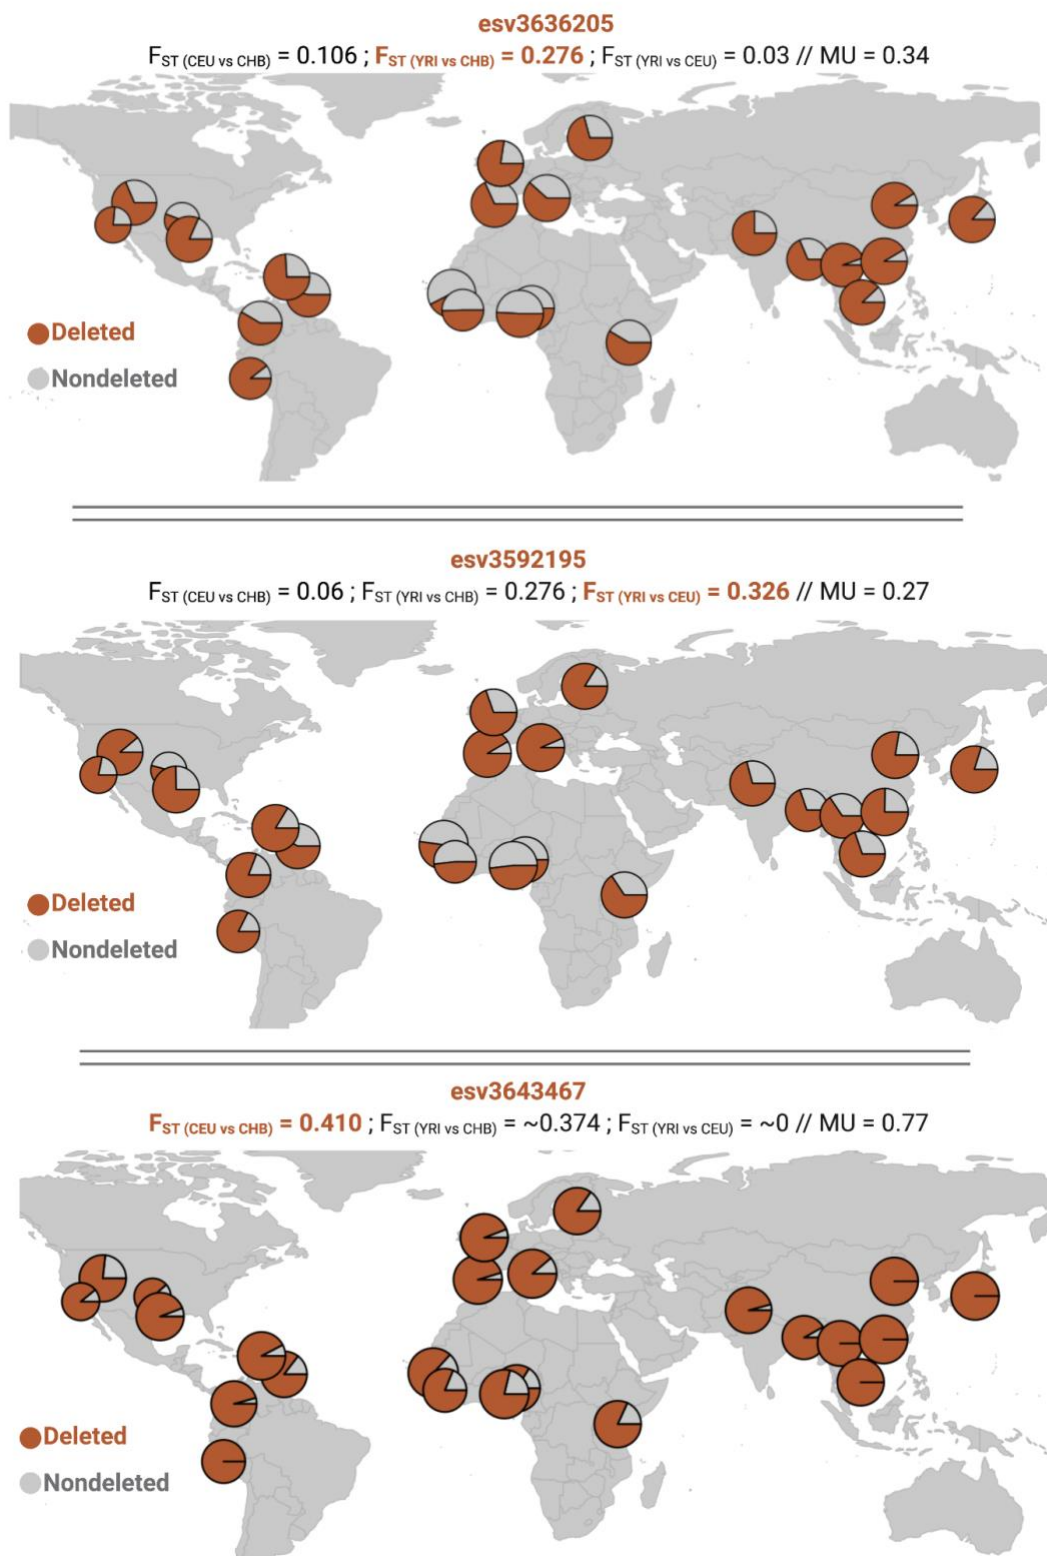 esv3636205
FST (CEU vs CHB) = 0.106 ; FST (YRI vs CHB) = 0.276 ; FST (YRI vs CEU) = 0.03 // MU = 0.34
Deleted
Nondeleted
esv3592195
FST (CEU vs CHB) = 0.06 ; FST (YRI vs CHB) = 0.276 ; FST (YRI vs CEU) = 0.326 // MU = 0.27
Deleted
Nondeleted
esv3643467
FST (CEU vs CHB) = 0.410 ; FST (YRI vs CHB) = ~0.374 ; FST (YRI vs CEU) = ~0 // MU = 0.77
Deleted
Nondeleted